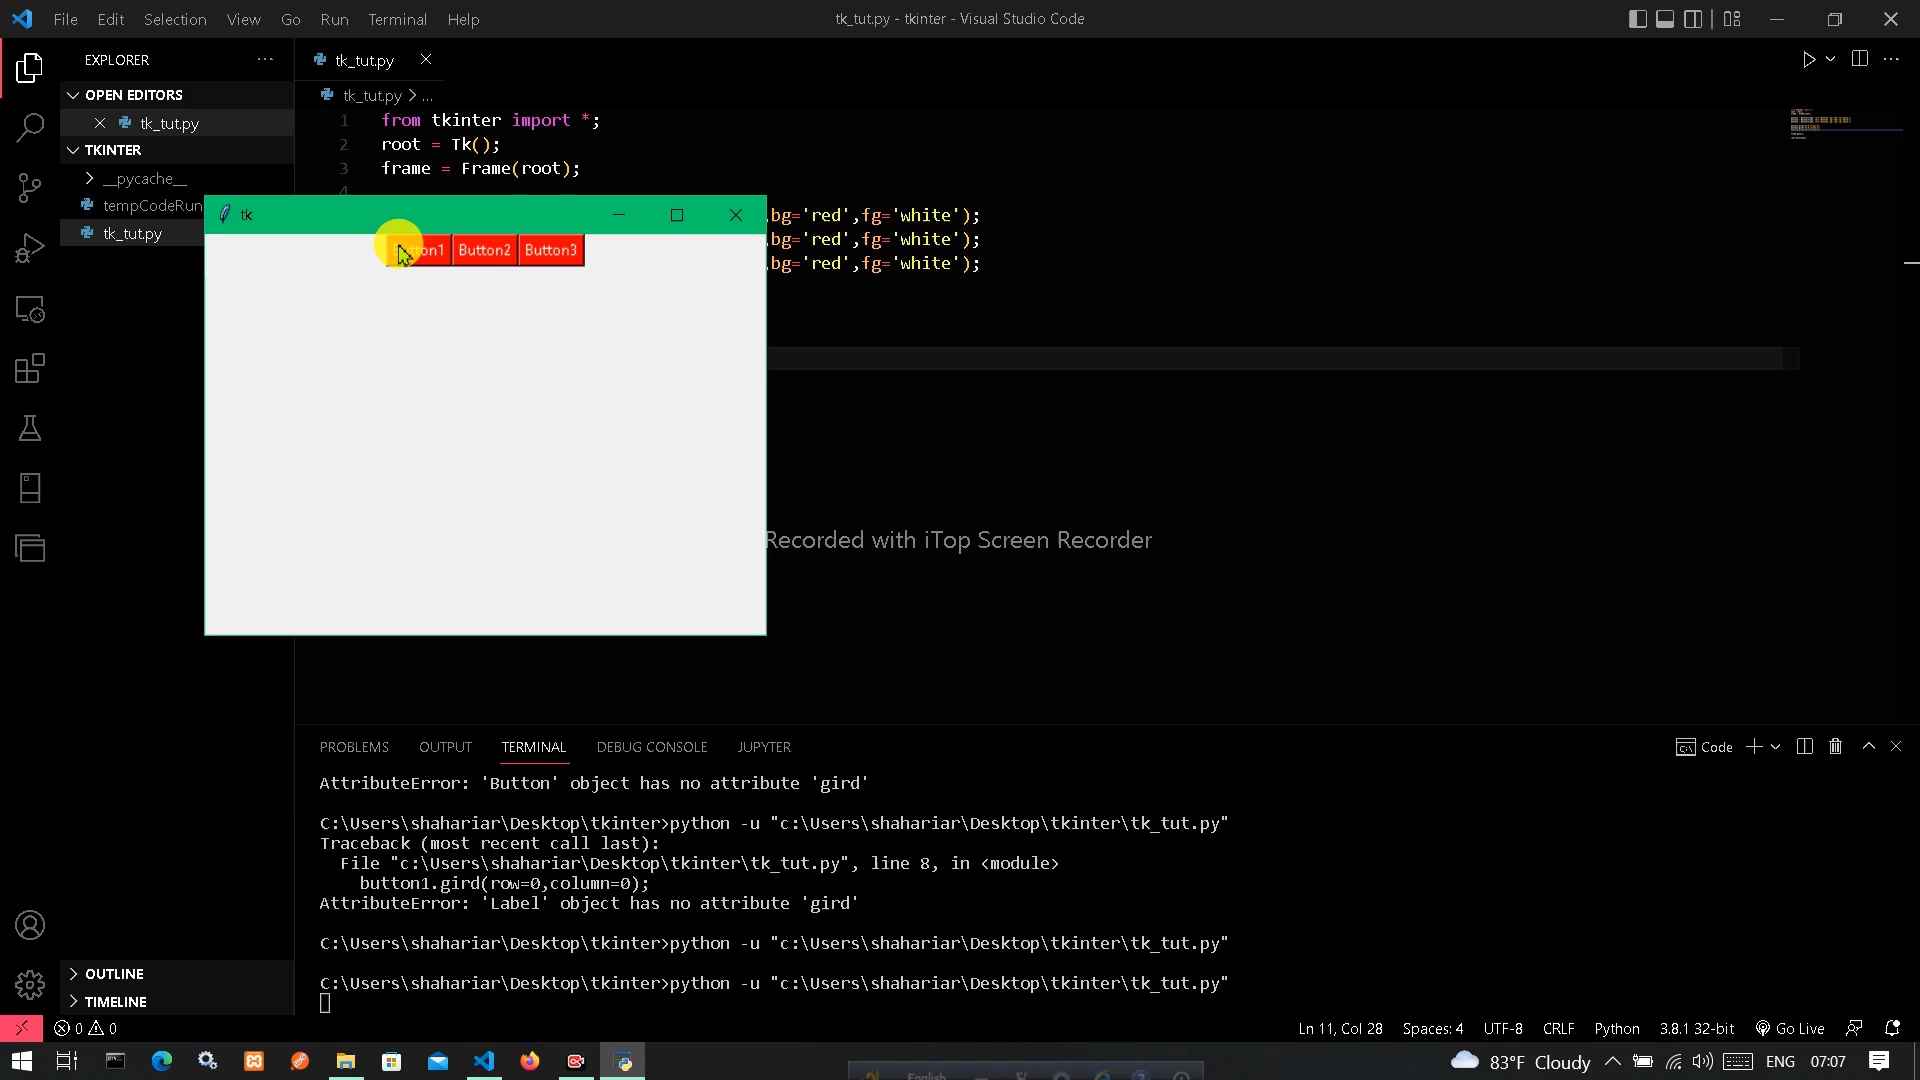 File Edit Selection View Go Run Terminal Help
tk_tut.py - tkinter - Visual Studio Code
EXPLORER
tk_tut.py
OPEN EDITORS
tk_tut.py > ...
tk_tut.py
1 from tkinter import *;
TKINTER
2 root = Tk();
__pycache__
3 frame = Frame(root);
4
tempCodeRun
tk
,bg='red',fg='white');
tk_tut.py
,bg='red',fg='white');
Button1 Button2 Button3
,bg='red',fg='white');
Recorded with iTop Screen Recorder
PROBLEMS OUTPUT TERMINAL DEBUG CONSOLE JUPYTER
Code
AttributeError: 'Button' object has no attribute 'gird'
C:\Users\shahariar\Desktop\tkinter>python -u "c:\Users\shahariar\Desktop\tkinter\tk_tut.py"
Traceback (most recent call last):
File "c:\Users\shahariar\Desktop\tkinter\tk_tut.py", line 8, in <module>
button1.gird(row=0,column=0);
AttributeError: 'Label' object has no attribute 'gird'
C:\Users\shahariar\Desktop\tkinter>python -u "c:\Users\shahariar\Desktop\tkinter\tk_tut.py"
C:\Users\shahariar\Desktop\tkinter>python -u "c:\Users\shahariar\Desktop\tkinter\tk_tut.py"
OUTLINE
TIMELINE
0 0
Ln 11, Col 28 Spaces: 4 UTF-8 CRLF Python 3.8.1 32-bit Go Live
83°F Cloudy ENG 07:07